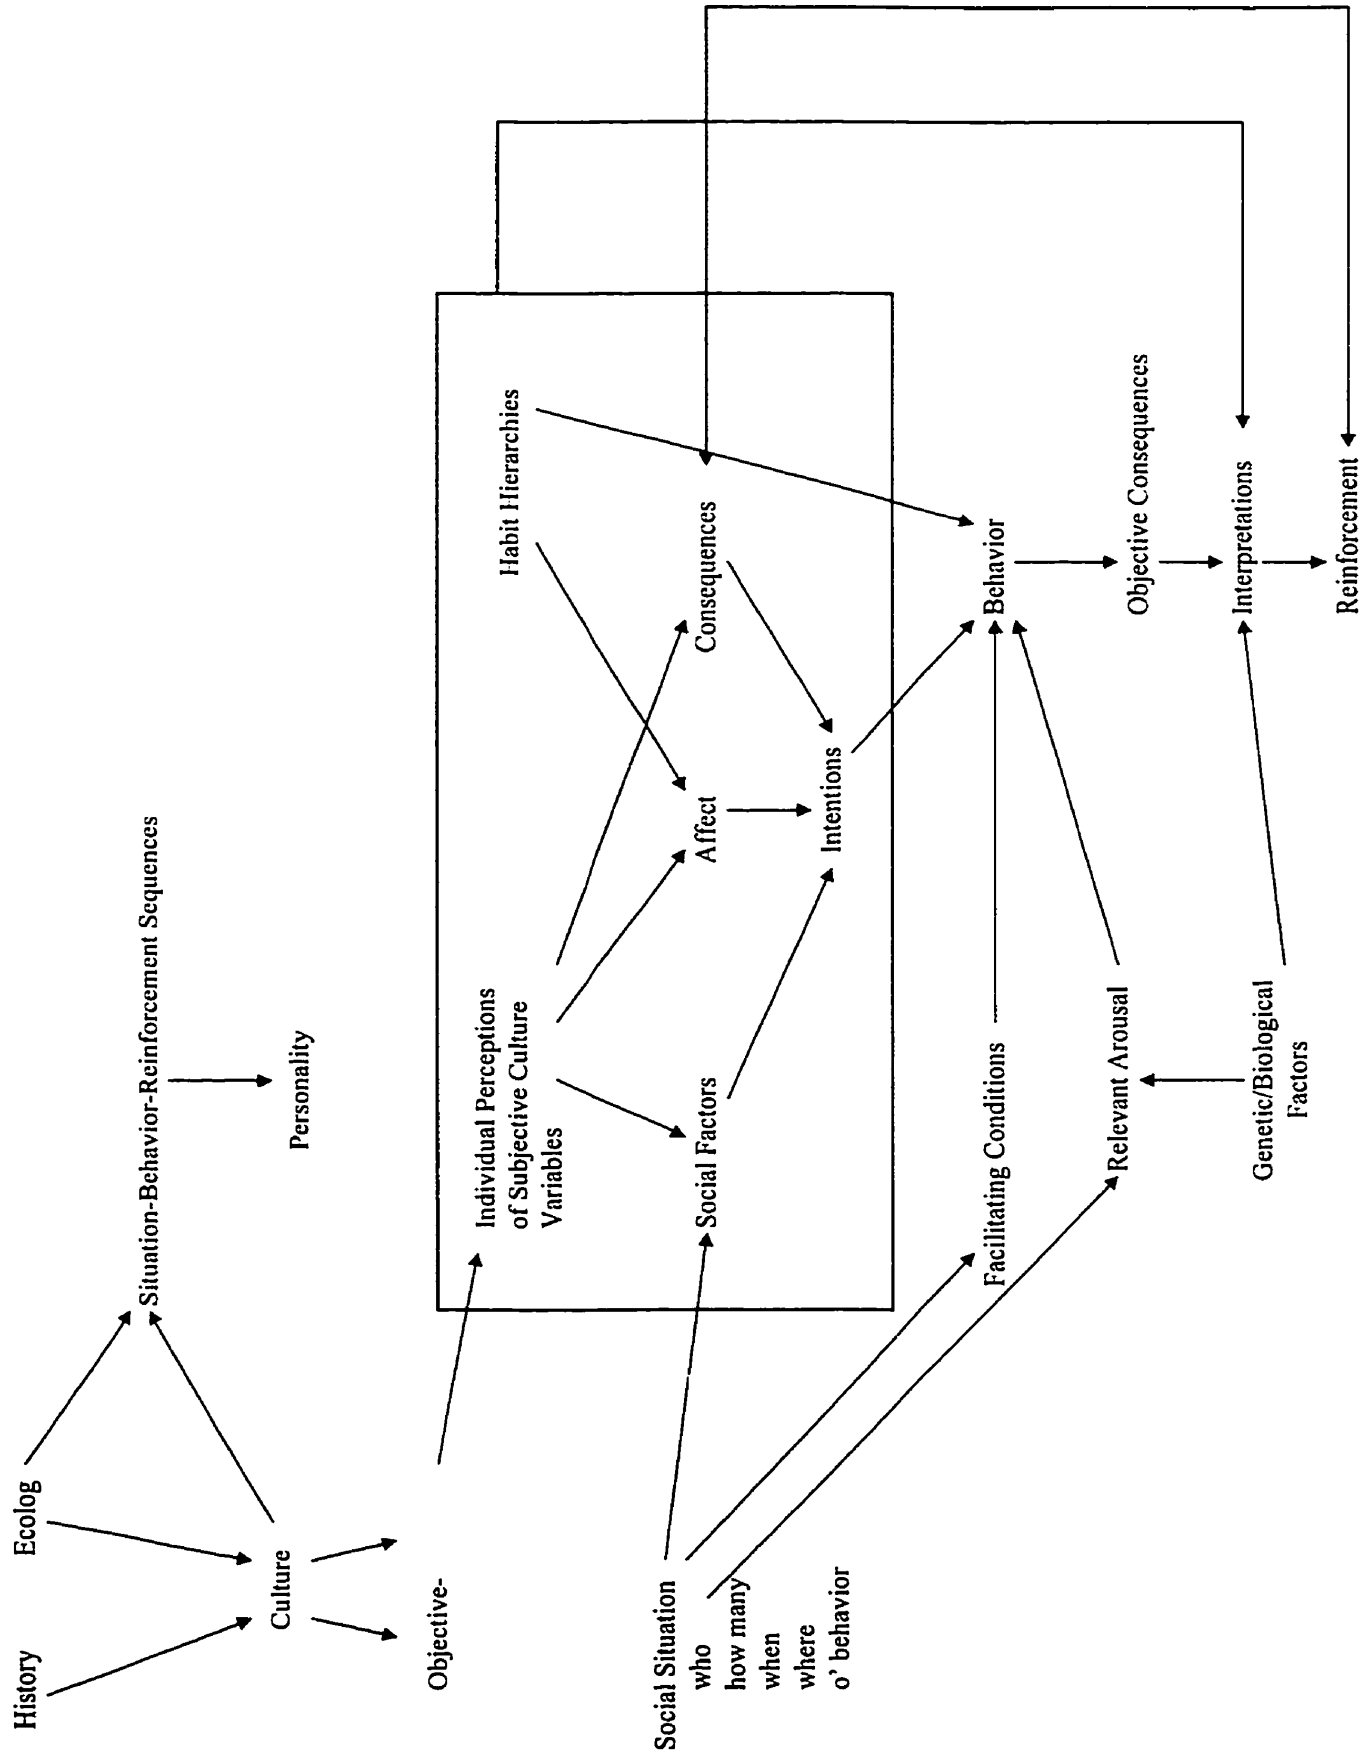 History
Ecolog
Culture
Situation-Behavior-Reinforcement Sequences
Personality
Objective-
Individual Perceptions
of Subjective Culture
Variables
Habit Hierarchies
Social Situation
who
how many
when
where
o' behavior
Social Factors
Affect
Consequences
Intentions
Facilitating Conditions
Behavior
Relevant Arousal
Objective Consequences
Genetic/Biological
Factors
Interpretations
Reinforcement